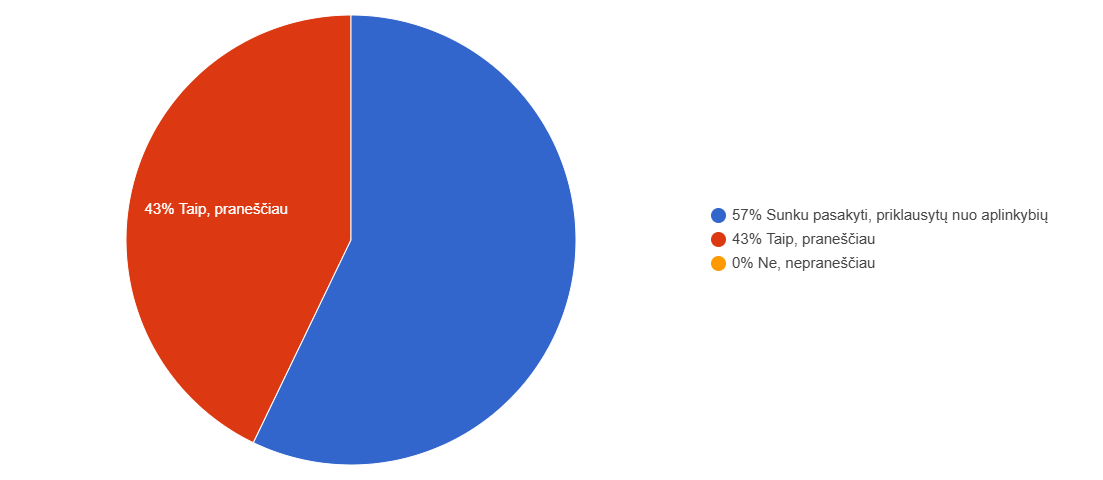 43% Taip, praneščiau
57% Sunku pasakyti, priklausytų nuo aplinkybių
43% Taip, praneščiau
0% Ne, nepraneščiau